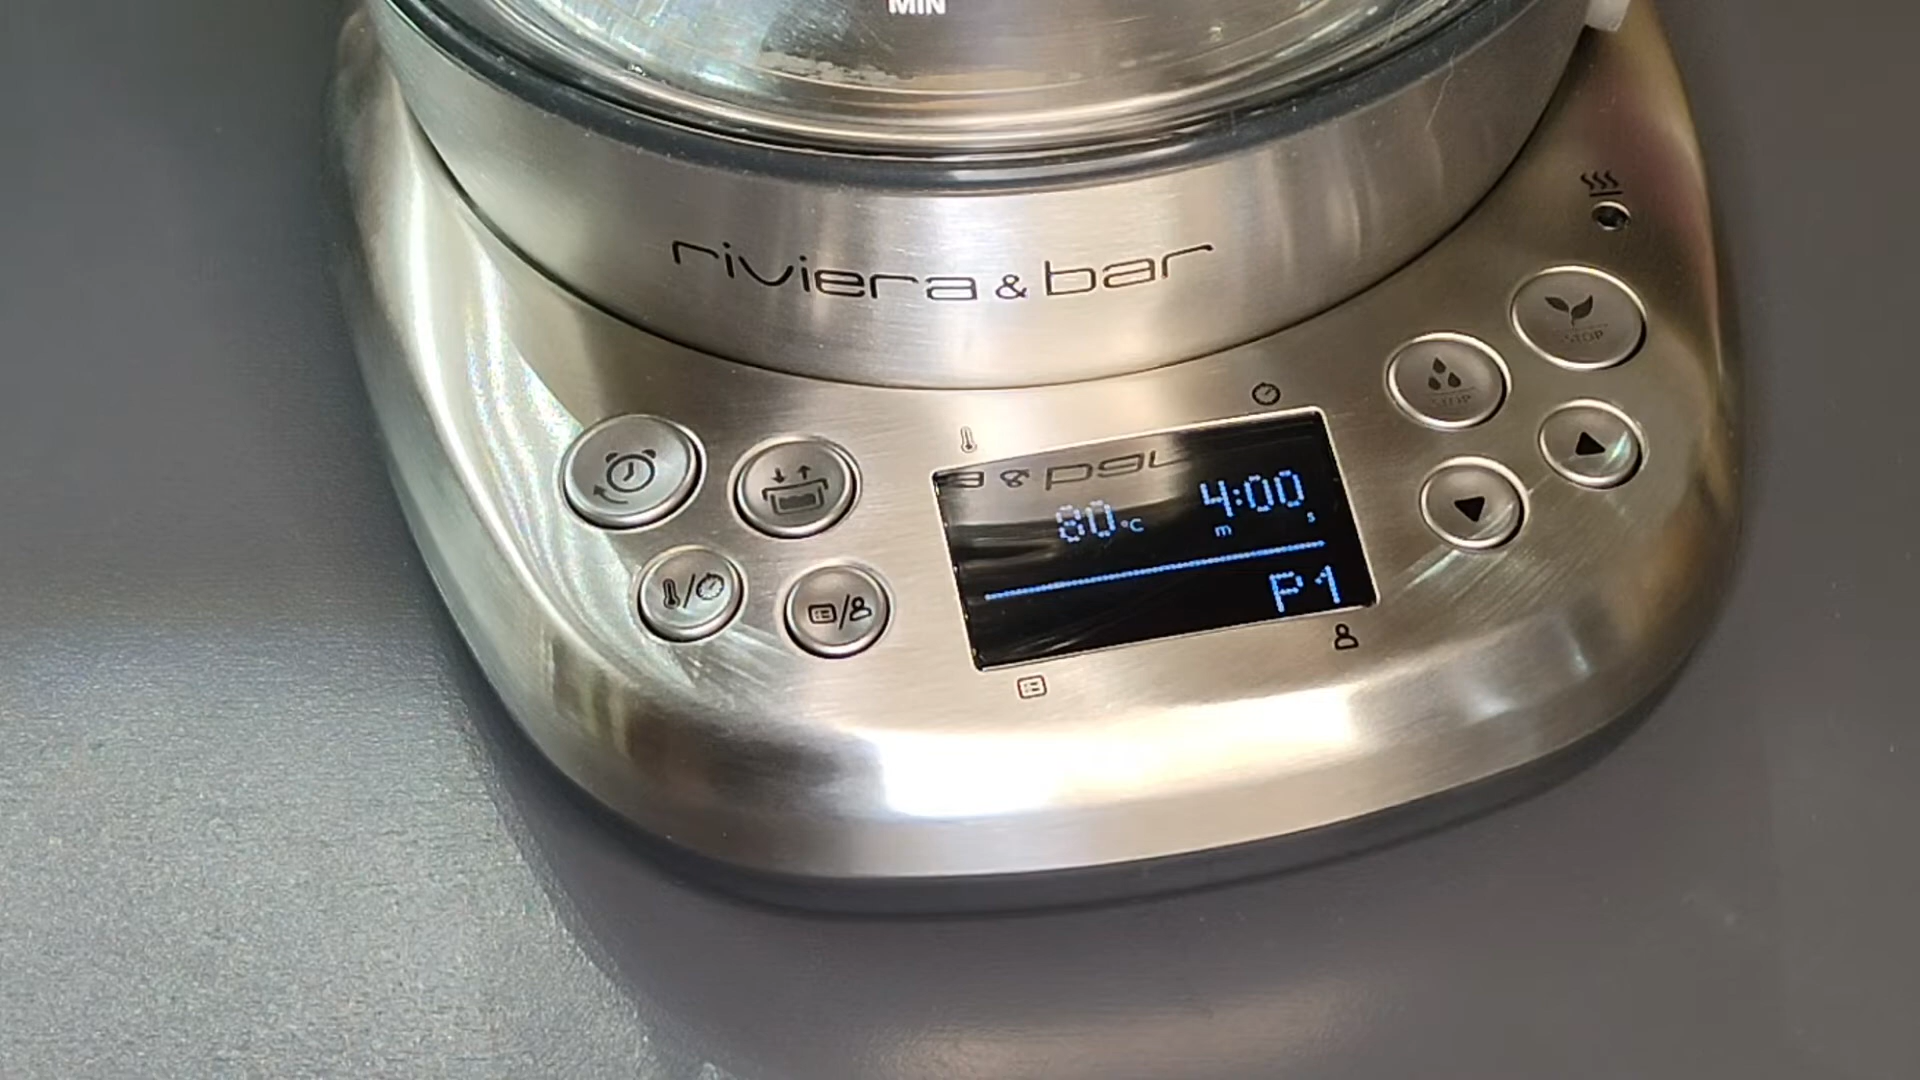 MIN
riviera & bar
STOP
STOP
80°C 4:00
m s
P1